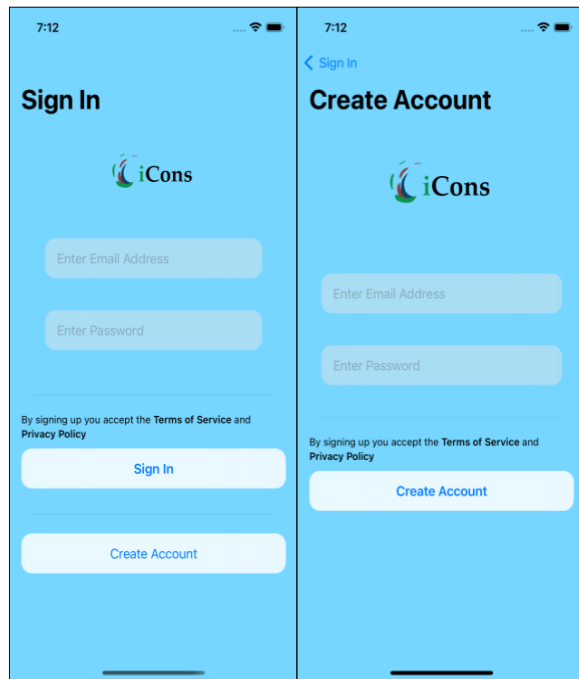 7:12
Sign In
iCons
Enter Email Address
Enter Password
By signing up you accept the Terms of Service and
Privacy Policy
Sign In
Create Account
7:12
Sign In
Create Account
iCons
Enter Email Address
Enter Password
By signing up you accept the Terms of Service and
Privacy Policy
Create Account